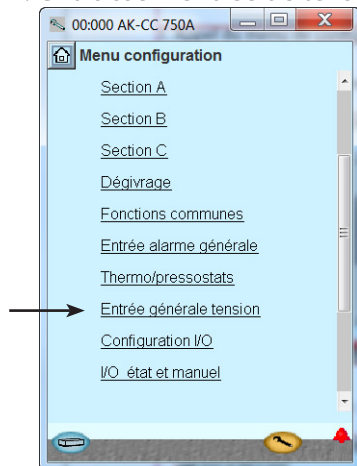 00:000 AK-CC 750A
Menu configuration
Section A
Section B
Section C
Dégivrage
Fonctions communes
Entrée alarme générale
Thermo/pressostats
Entrée générale tension
Configuration I/O
I/O état et manuel